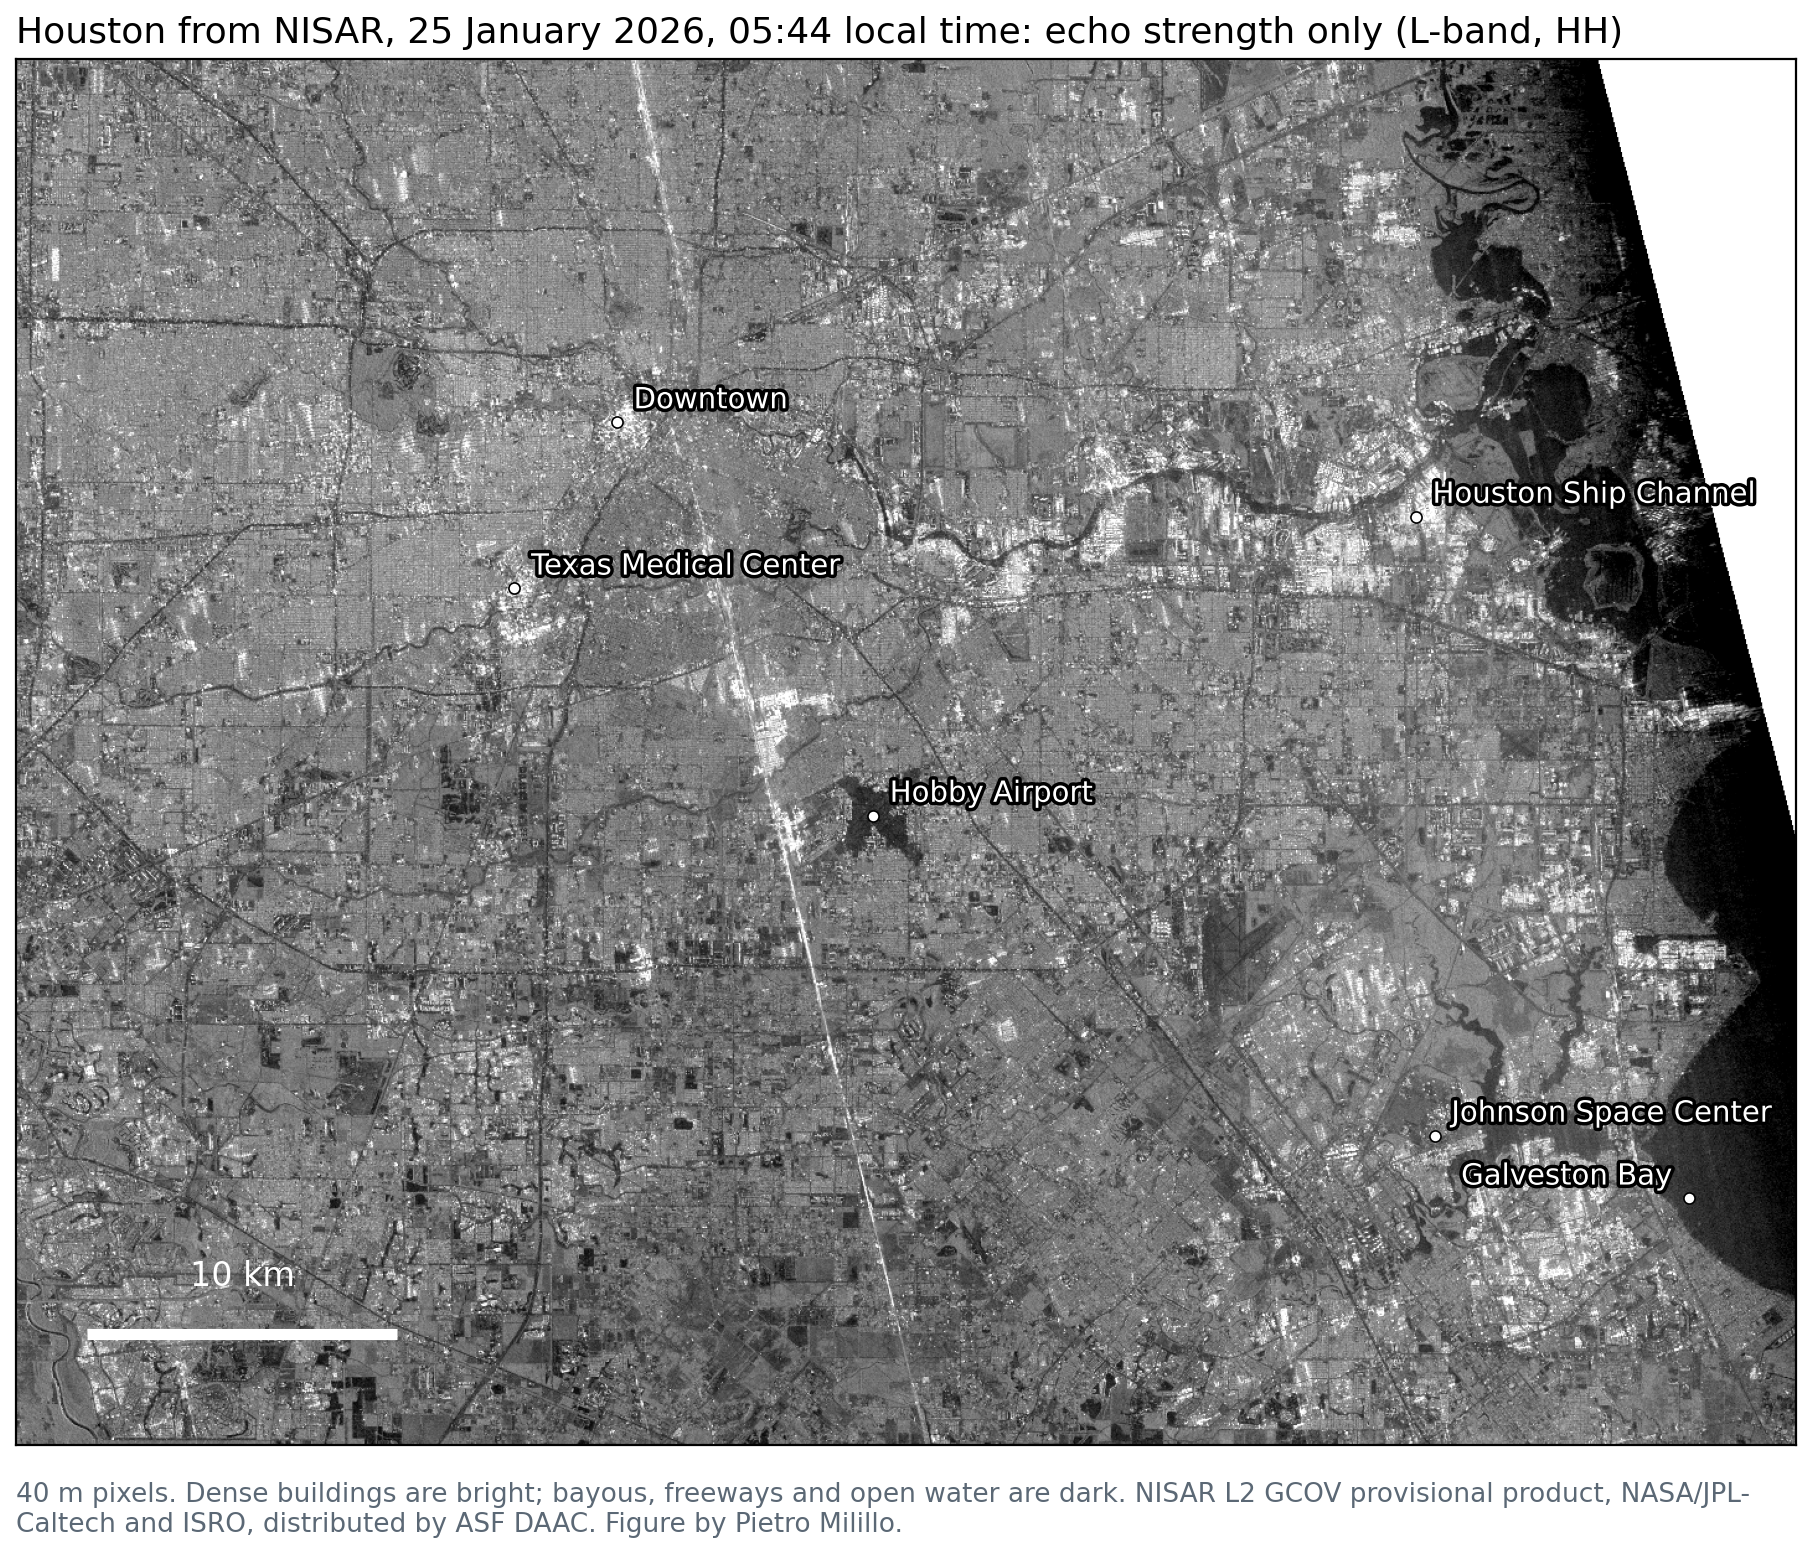 Houston from NISAR, 25 January 2026, 05:44 local time: echo strength only (L-band, HH)
Downtown
Houston Ship Channel
Texas Medical Center
Hobby Airport
Johnson Space Center
Galveston Bay
10 km
40 m pixels. Dense buildings are bright; bayous, freeways and open water are dark. NISAR L2 GCOV provisional product, NASA/JPL-
Caltech and ISRO, distributed by ASF DAAC. Figure by Pietro Milillo.